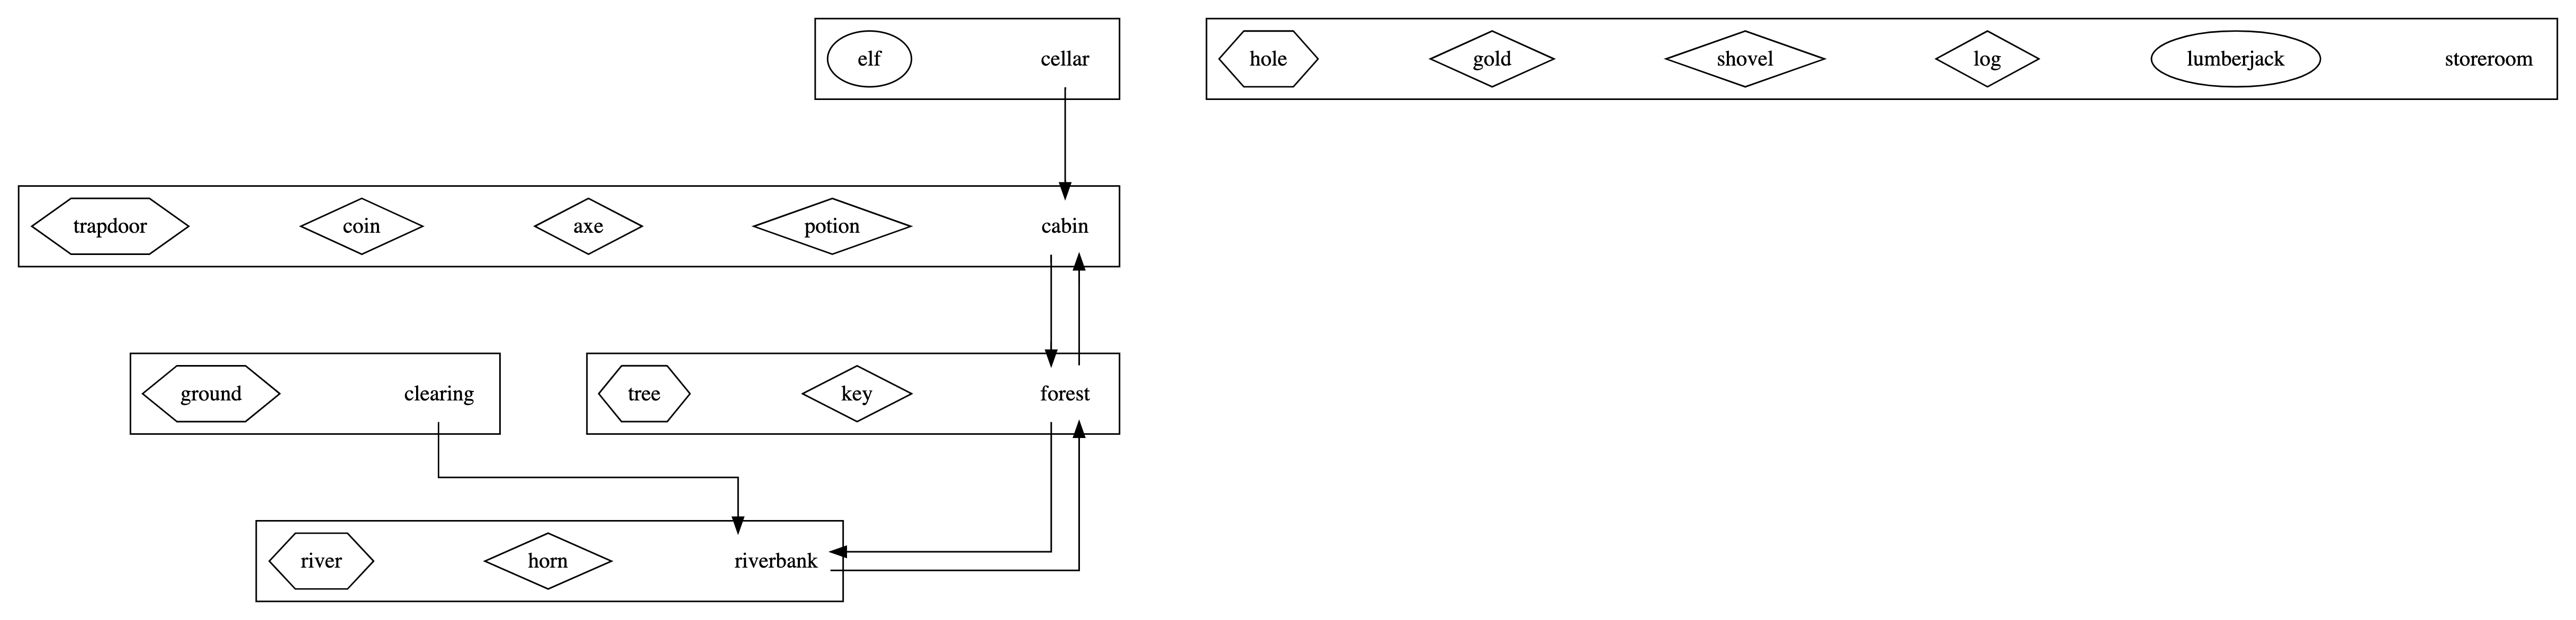 elf
cellar
hole
gold
shovel
log
lumberjack
storeroom
trapdoor
coin
axe
potion
cabin
ground
clearing
tree
key
forest
river
horn
riverbank